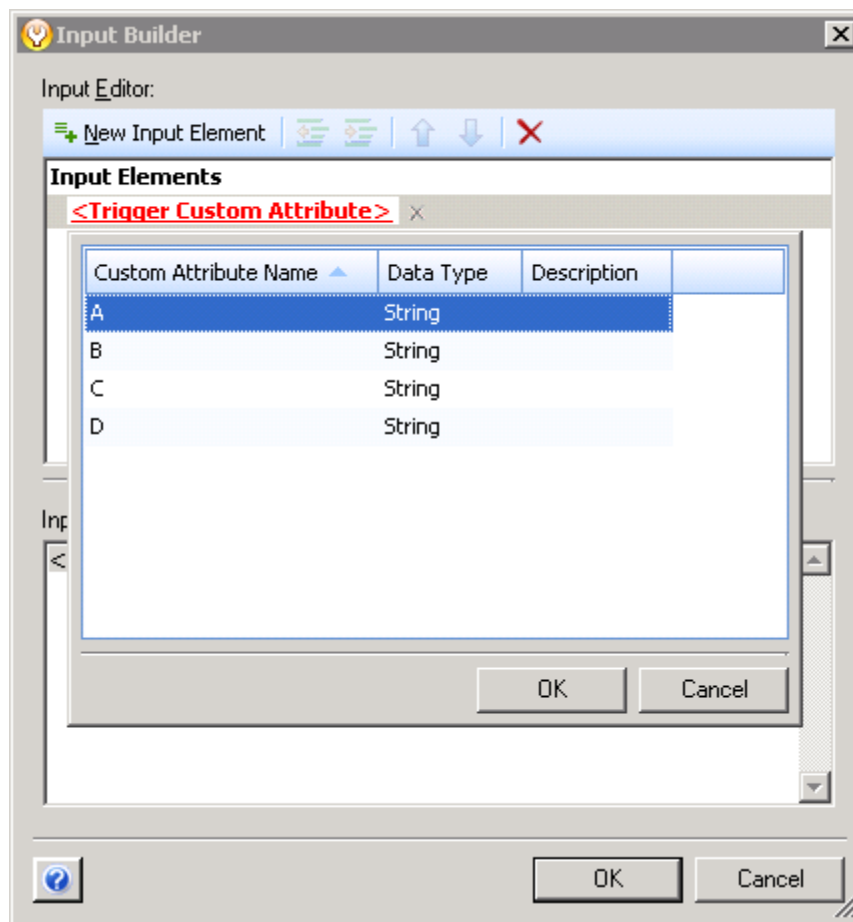 Input Builder
Input Editor:
New Input Element
Input Elements
<Trigger Custom Attribute> x
Custom Attribute Name Data Type Description
A String
B String
C String
D String
Inp
<
OK Cancel
OK Cancel